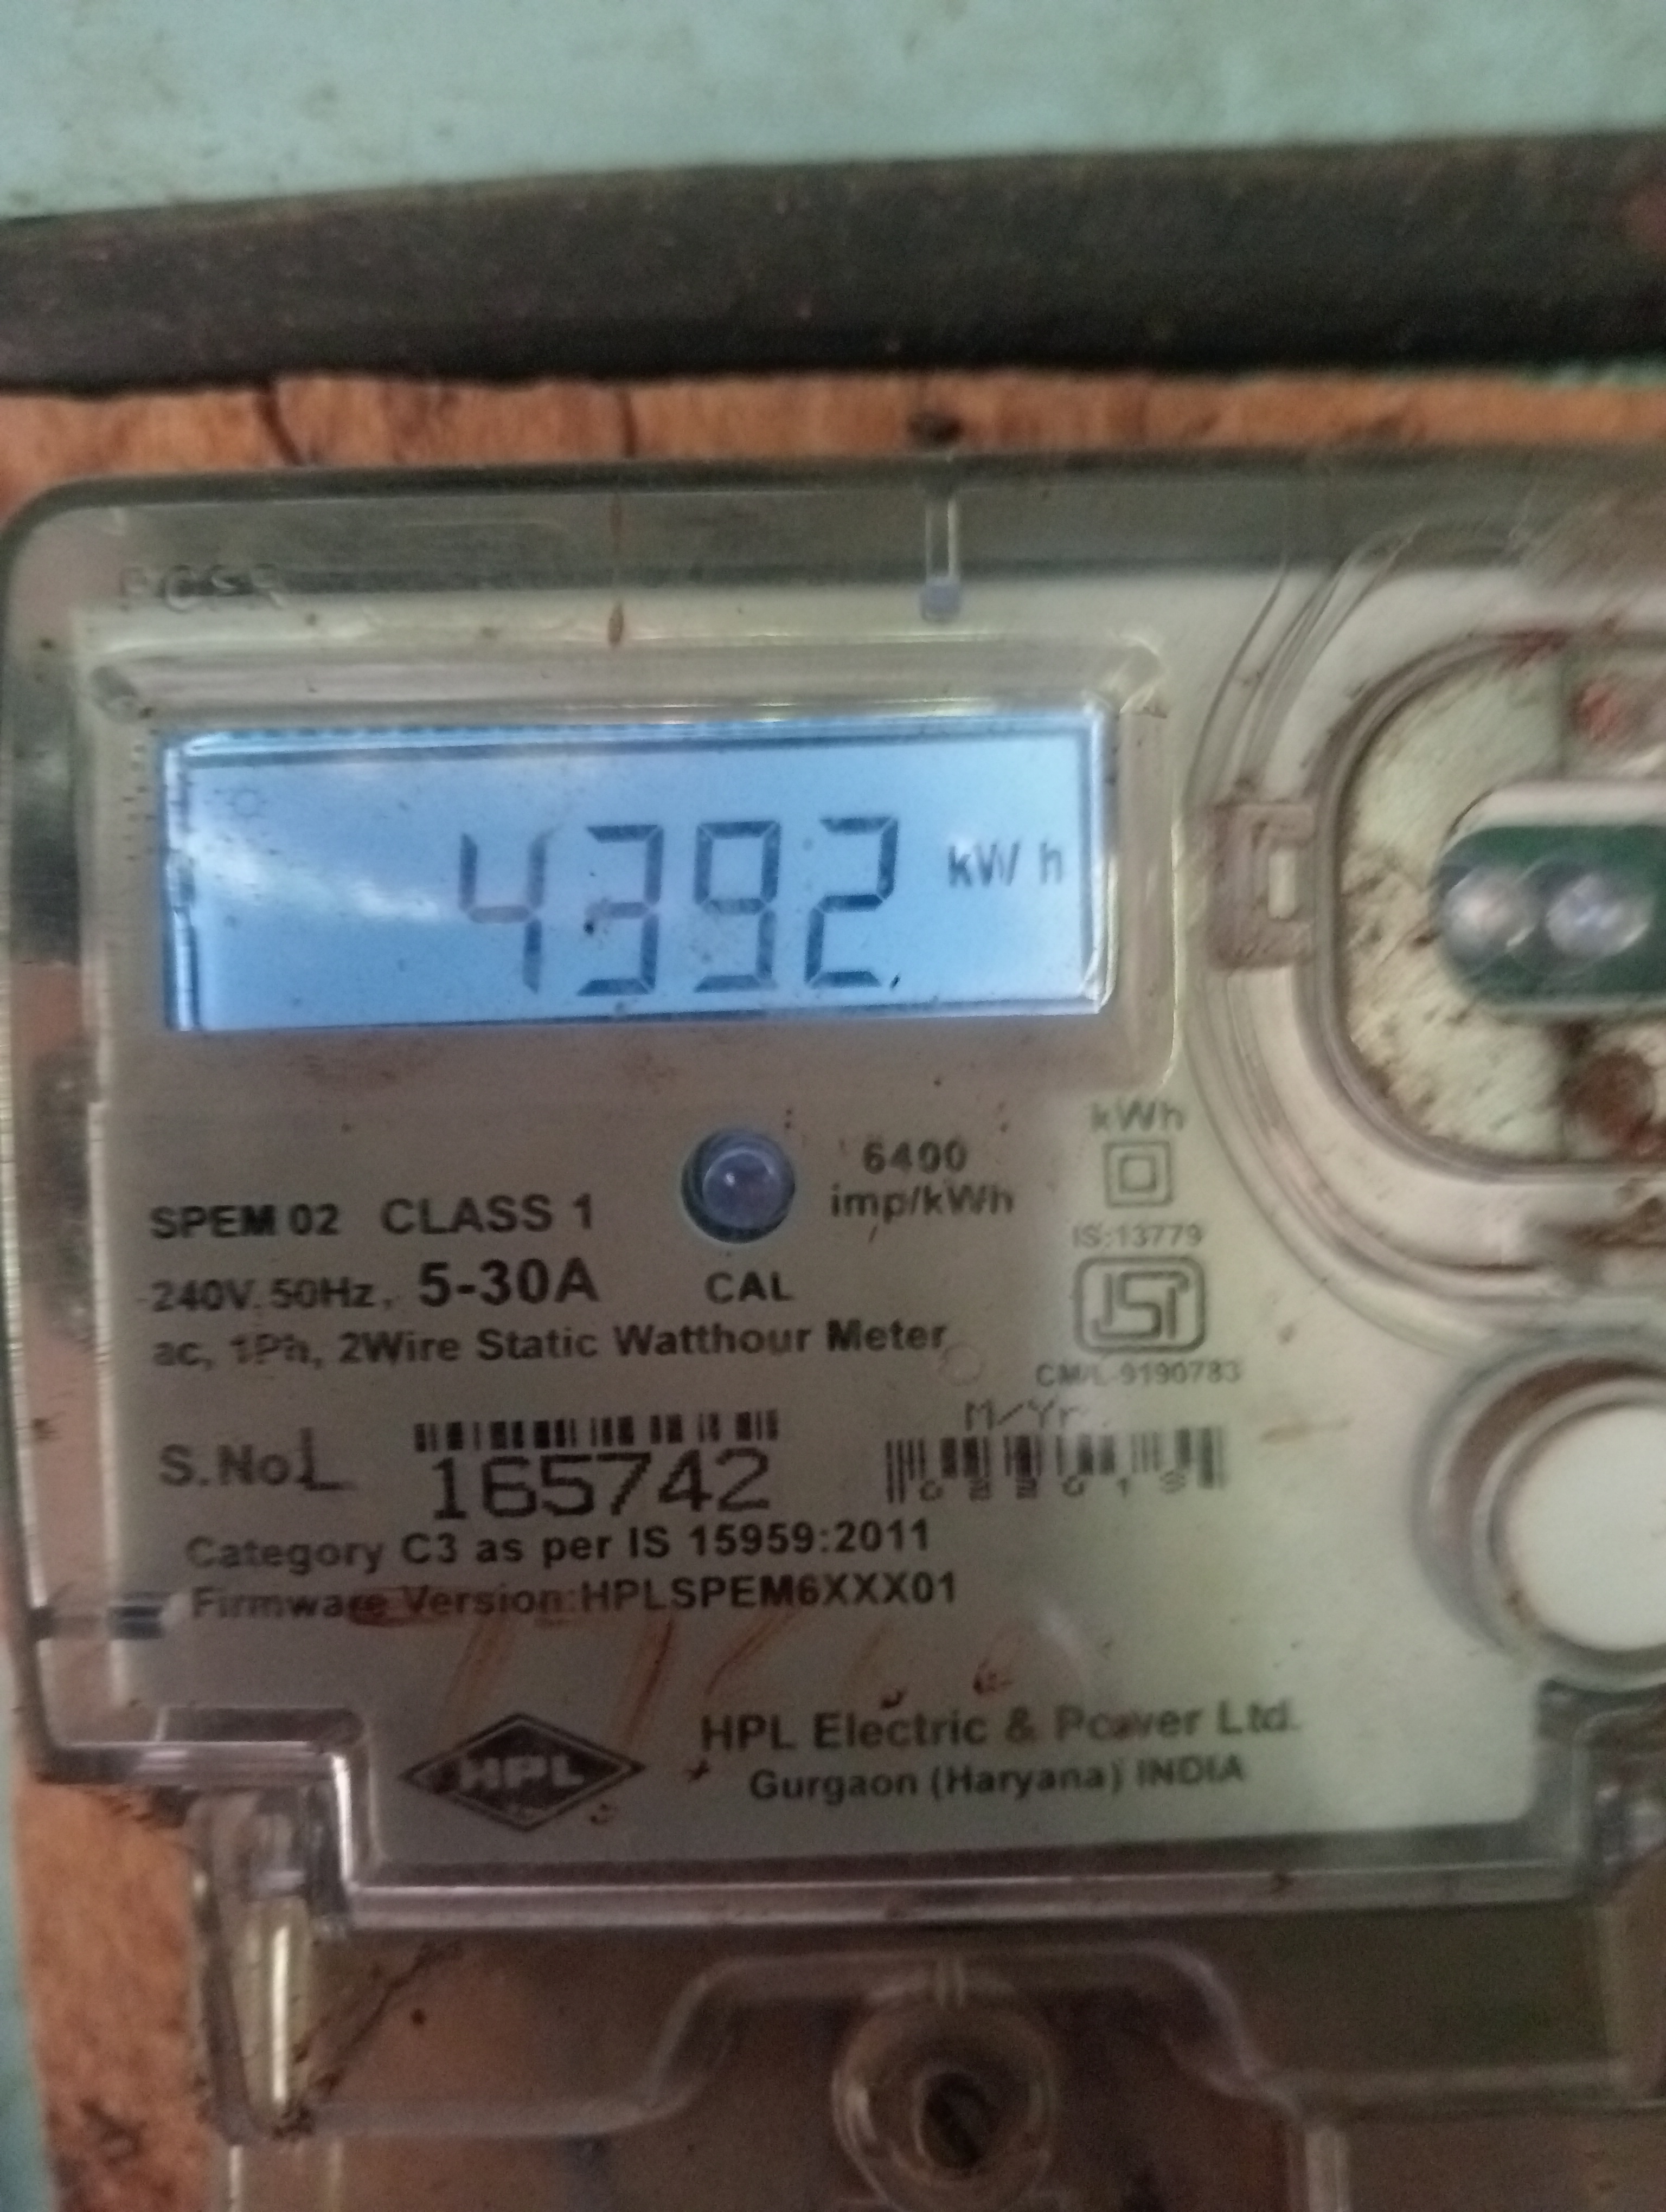 4392 kWh
kWh
6400
imp/kWh
SPEM 02 CLASS 1
IS:13779
240V. 50Hz, 5-30A
CAL
ISI
ac, 1Ph, 2Wire Static Watthour Meter
CM/L-9190783
M/Yr.
S.No.L 165742
Category C3 as per IS 15959:2011
Firmware Version:HPLSPEM6XXX01
HPL
HPL Electric & Power Ltd.
Gurgaon (Haryana) INDIA